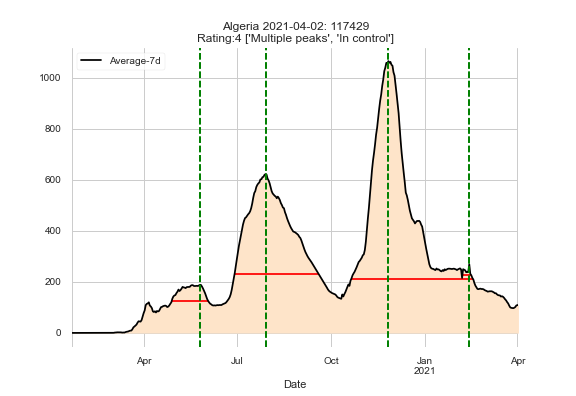 Algeria 2021-04-02: 117429
Rating:4 ['Multiple peaks', 'In control']
Average-7d
1000
800
600
400
200
0
Apr Jul Oct Jan Apr
2021
Date